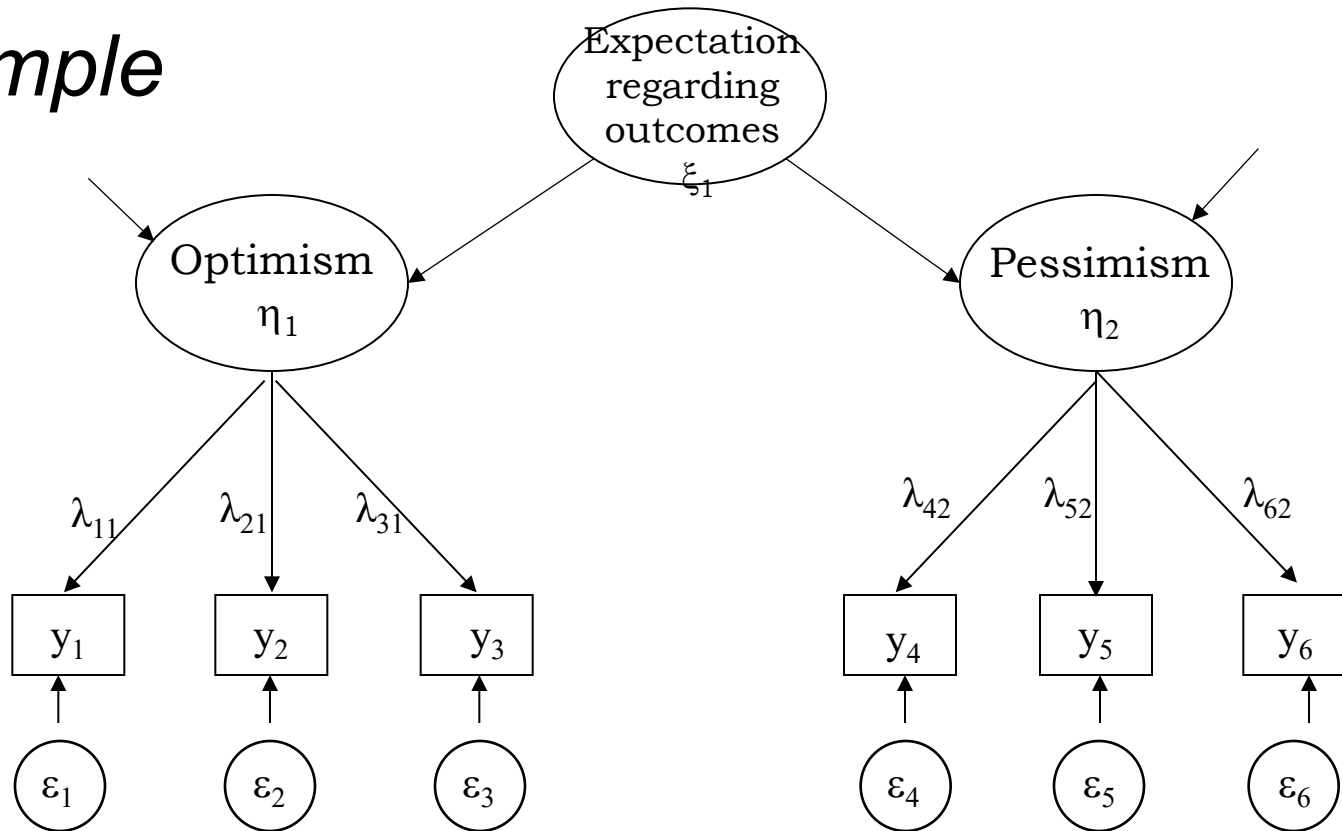 mple
Expectation
regarding
outcomes
ξ₁
Optimism
η₁
Pessimism
η₂
λ₁₁ λ₂₁ λ₃₁ λ₄₂ λ₅₂ λ₆₂
y₁ y₂ y₃ y₄ y₅ y₆
ε₁ ε₂ ε₃ ε₄ ε₅ ε₆